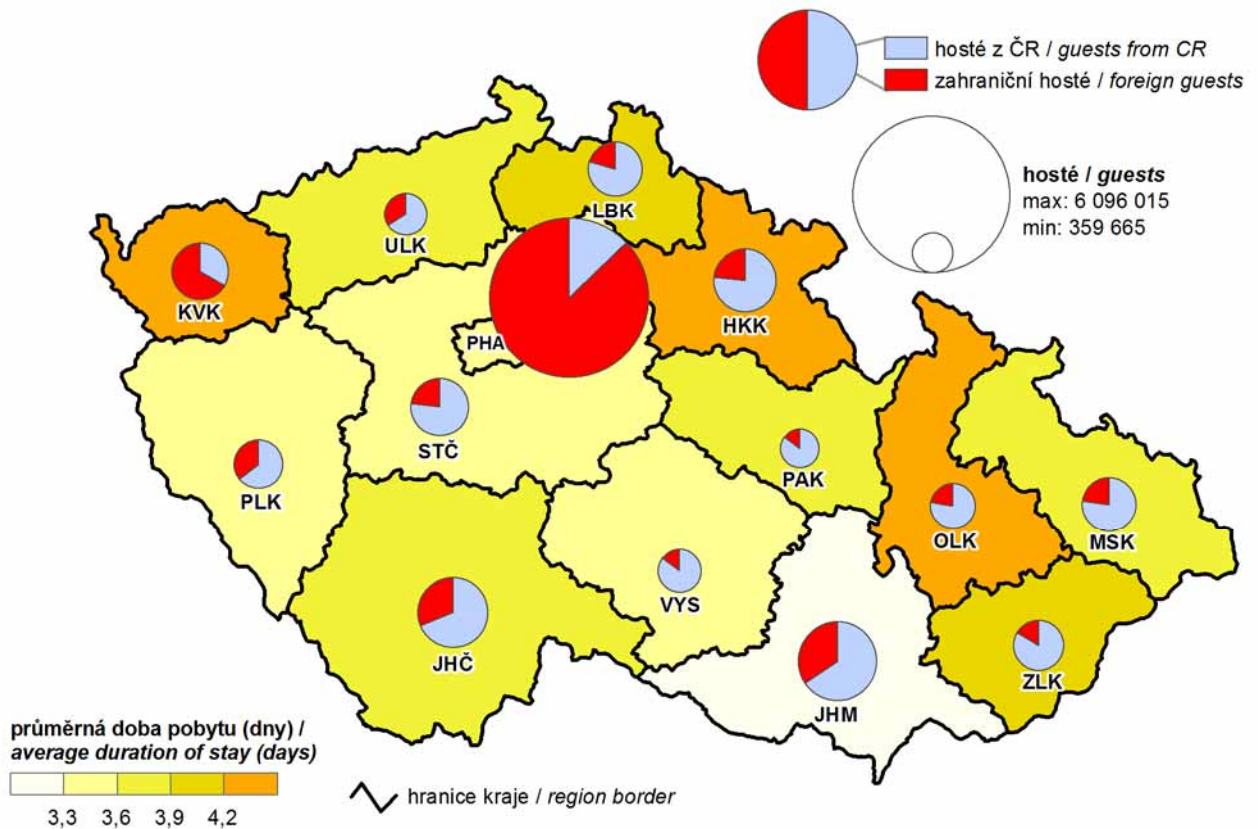 hosté z ČR / guests from CR
zahraniční hosté / foreign guests
hosté / guests
max: 6 096 015
min: 359 665
LBK
ULK
KVK
HKK
PHA
STČ
PLK
PAK
OLK
MSK
VYS
JHČ
ZLK
JHM
průměrná doba pobytu (dny) /
average duration of stay (days)
3,3 3,6 3,9 4,2
hranice kraje / region border